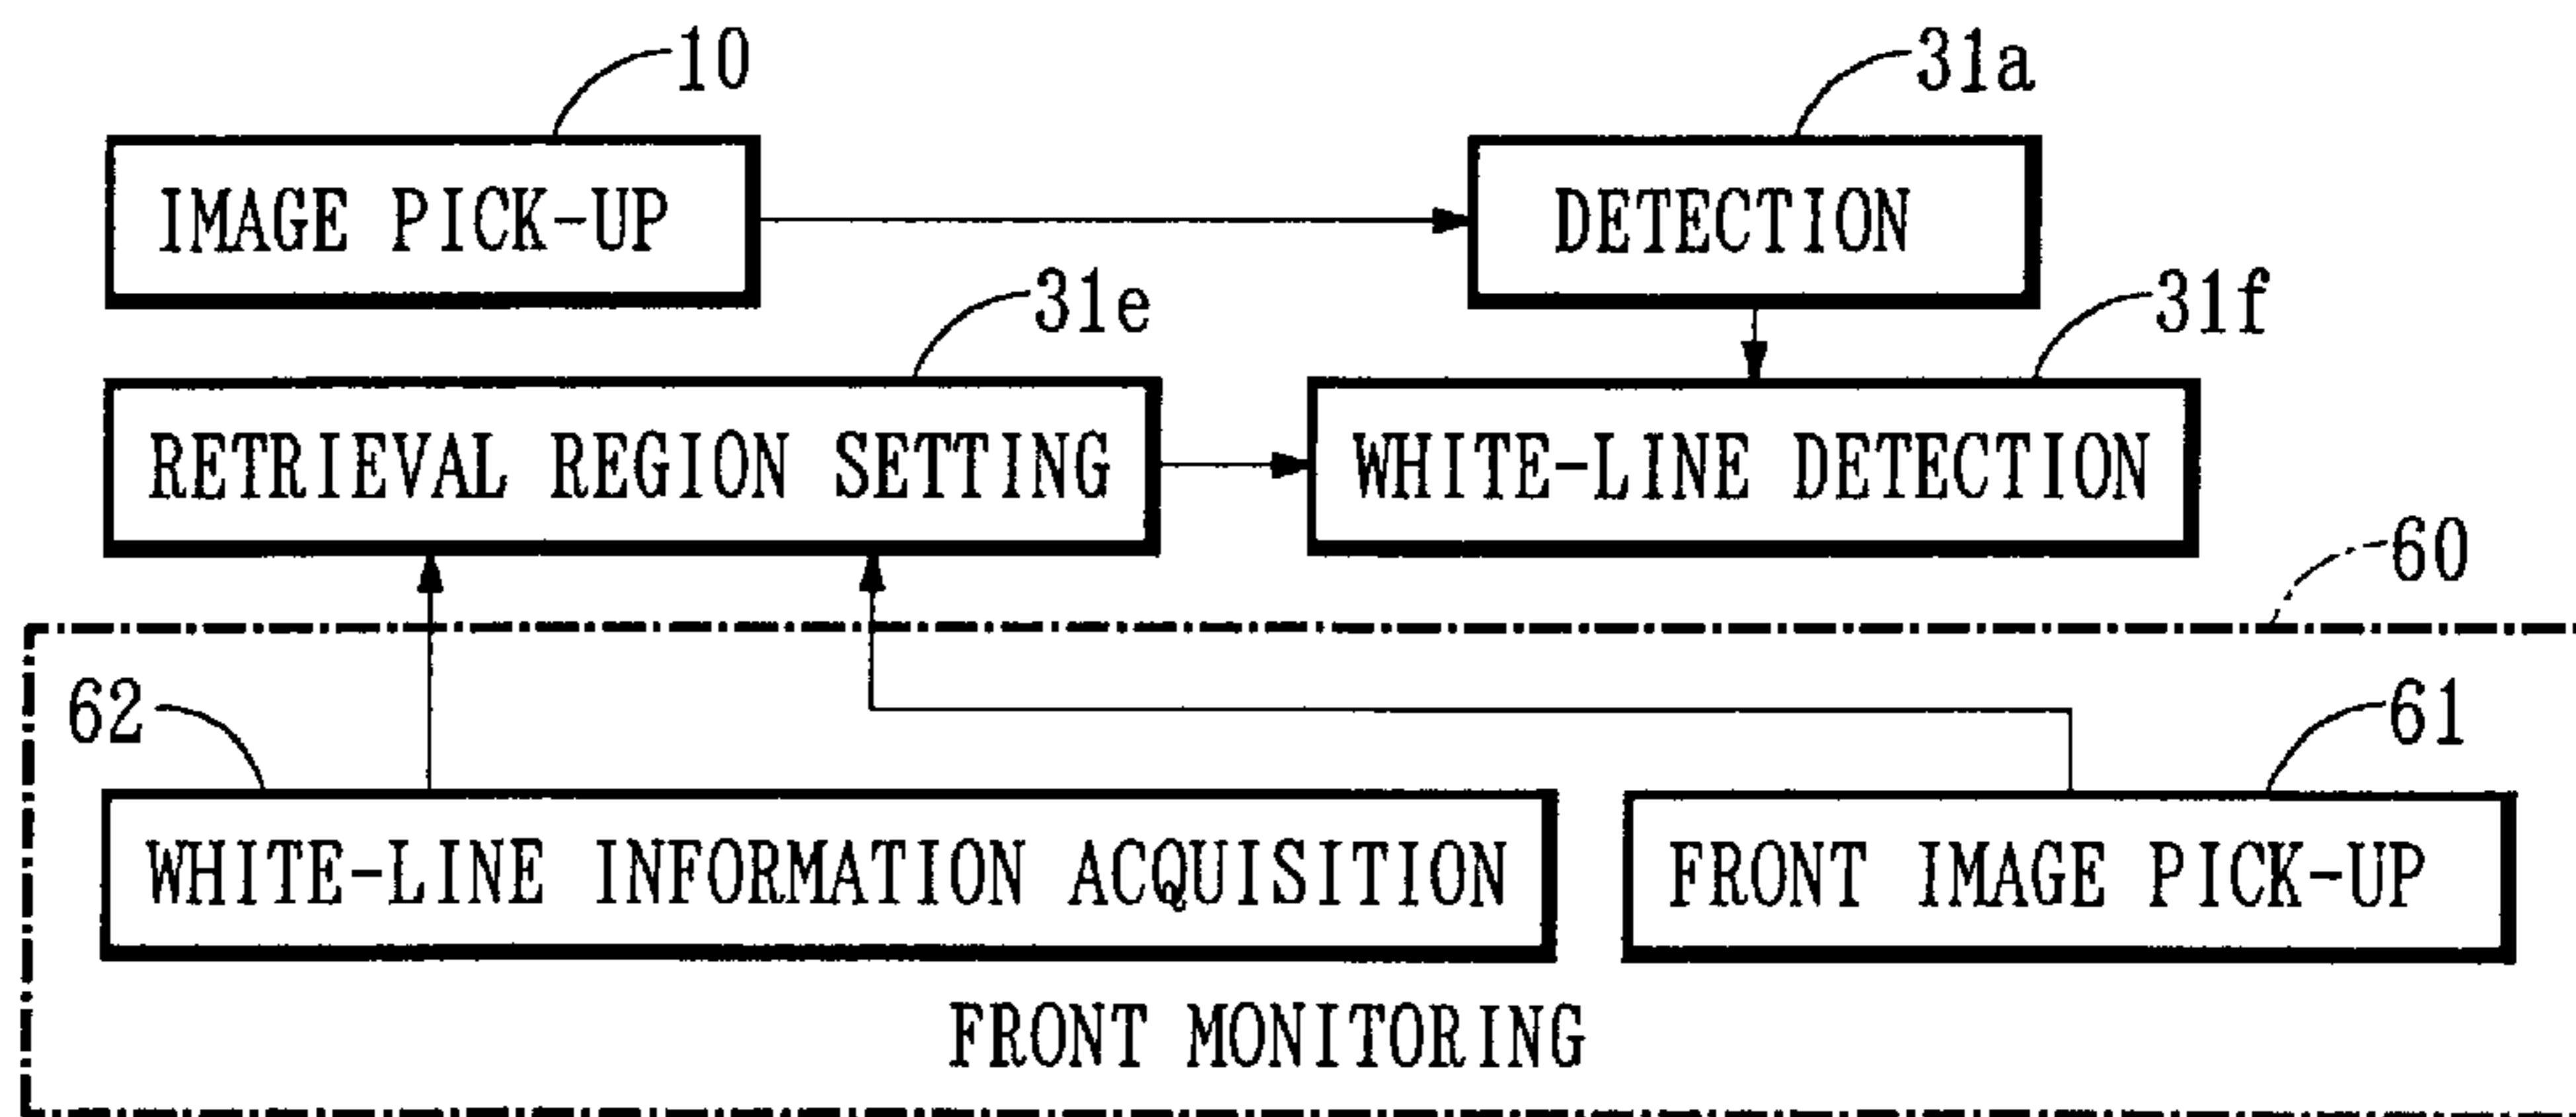 10
31a
IMAGE PICK-UP
DETECTION
31e
31f
RETRIEVAL REGION SETTING
WHITE-LINE DETECTION
60
62
61
WHITE-LINE INFORMATION ACQUISITION
FRONT IMAGE PICK-UP
FRONT MONITORING